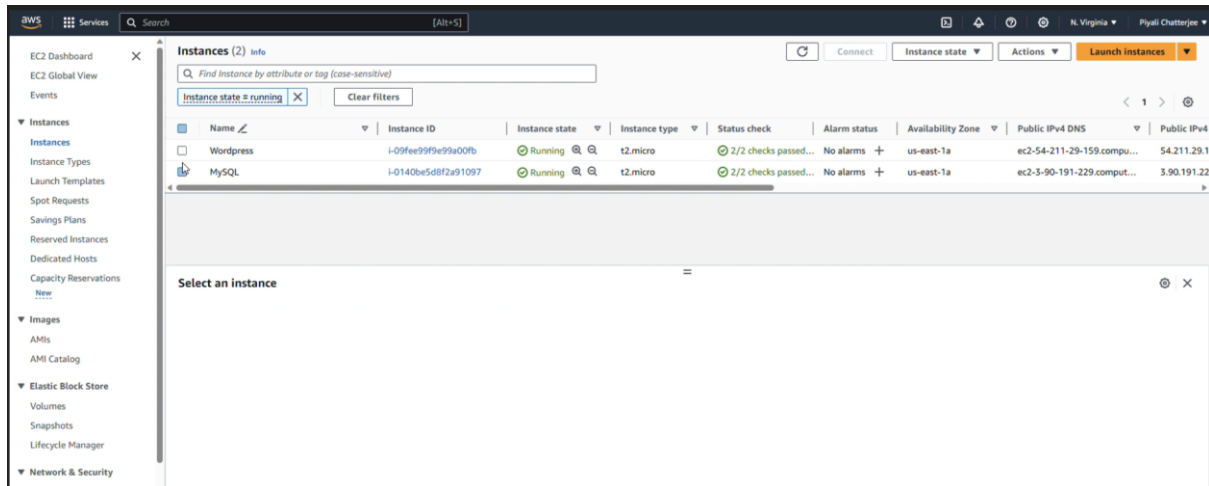 aws Services Search [Alt+S] N. Virginia Piyali Chatterjee
EC2 Dashboard
EC2 Global View
Events
Instances
Instances
Instance Types
Launch Templates
Spot Requests
Savings Plans
Reserved Instances
Dedicated Hosts
Capacity Reservations
New
Images
AMIs
AMI Catalog
Elastic Block Store
Volumes
Snapshots
Lifecycle Manager
Network & Security
Instances (2) Info Connect Instance state Actions Launch instances
Find Instance by attribute or tag (case-sensitive)
Instance state = running Clear filters 1
Name Instance ID Instance state Instance type Status check Alarm status Availability Zone Public IPv4 DNS Public IPv4
Wordpress i-09fee99f9e99a00fb Running t2.micro 2/2 checks passed... No alarms us-east-1a ec2-54-211-29-159.compu... 54.211.29.1
MySQL i-0140be5d8f2a91097 Running t2.micro 2/2 checks passed... No alarms us-east-1a ec2-3-90-191-229.comput... 3.90.191.22
Select an instance